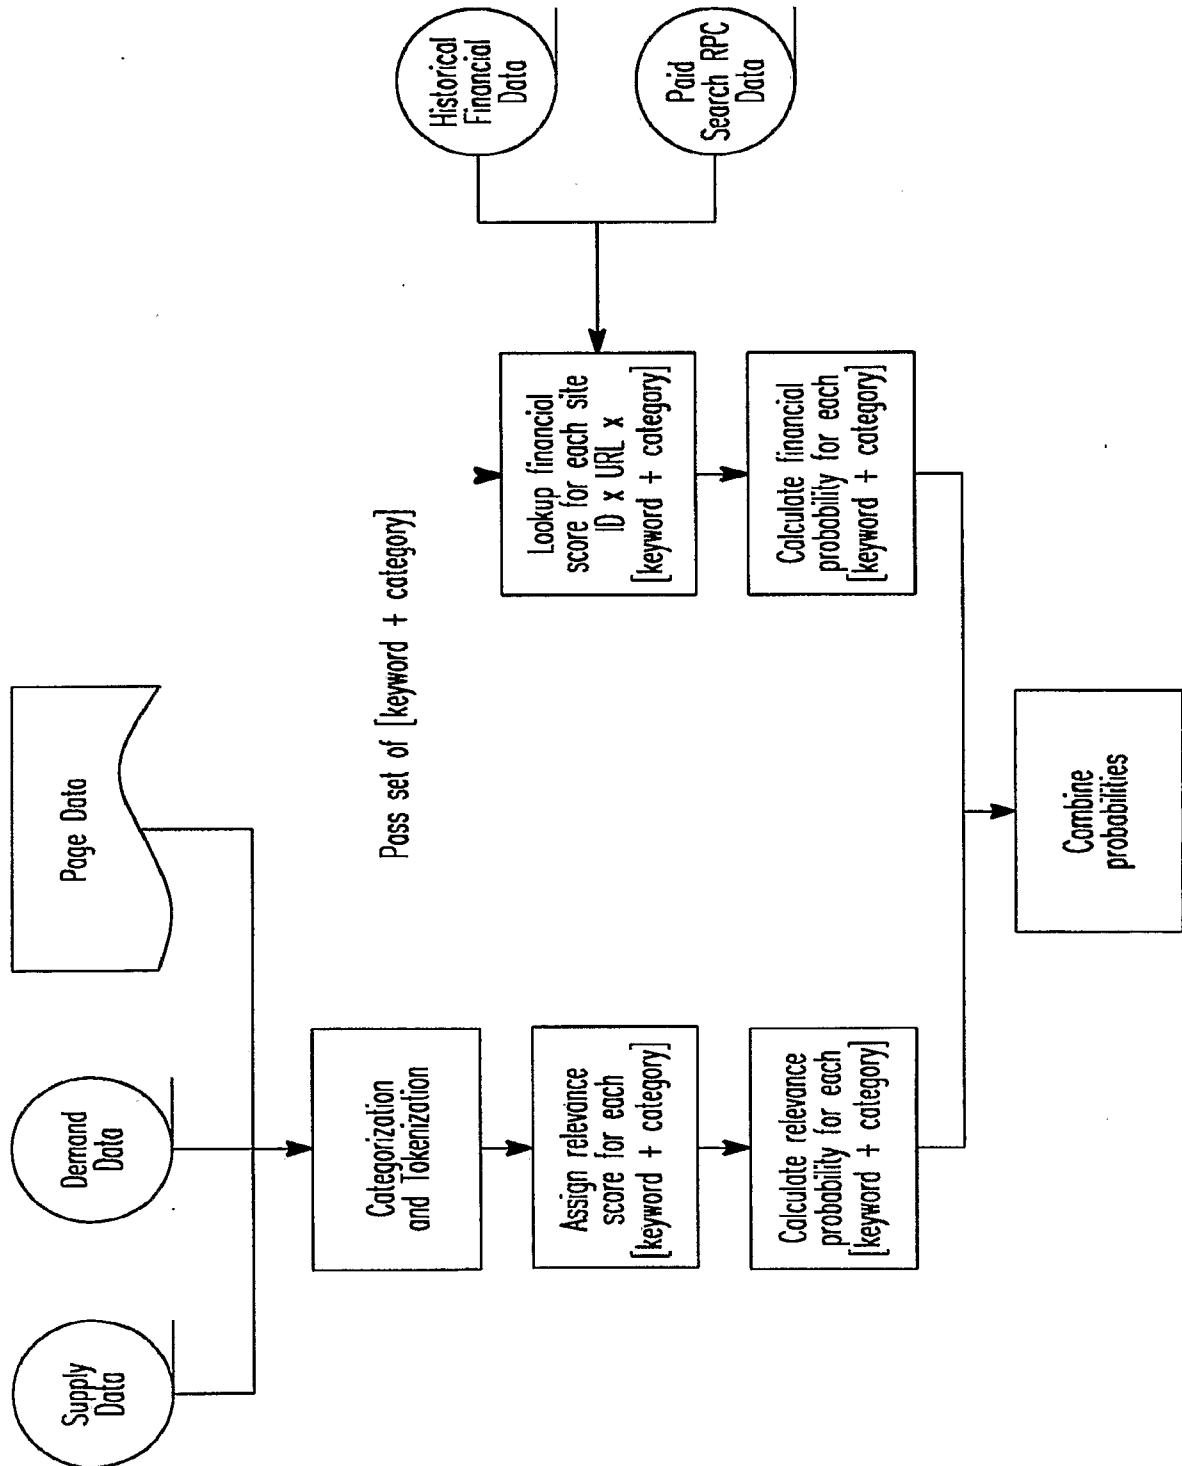 Supply
Data
Demand
Data
Page Data
Categorization
and Tokenization
Assign relevance
score for each
[keyword + category]
Calculate relevance
probability for each
[keyword + category]
Pass set of [keyword + category]
Lookup financial
score for each site
ID x URL x
[keyword + category]
Calculate financial
probability for each
[keyword + category]
Historical
Financial
Data
Paid
Search RPC
Data
Combine
probabilities